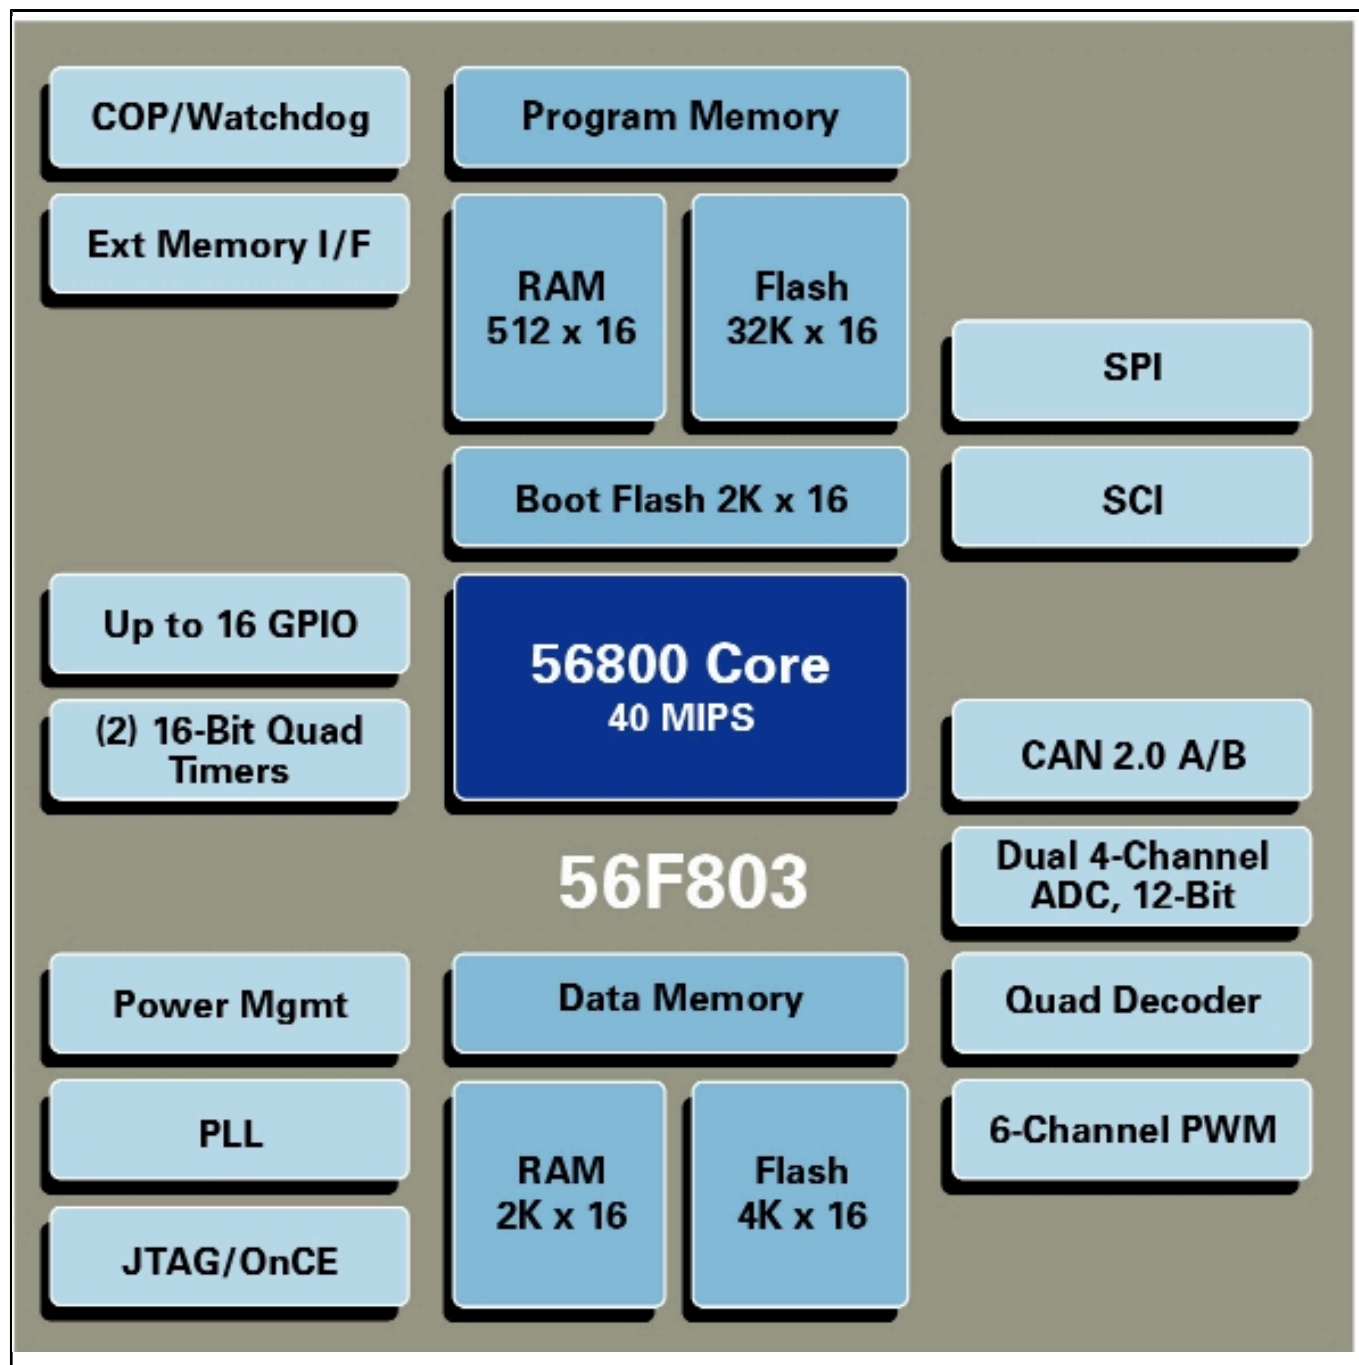 COP/Watchdog
Program Memory
Ext Memory I/F
RAM
512 x 16
Flash
32K x 16
SPI
Boot Flash 2K x 16
SCI
Up to 16 GPIO
56800 Core
40 MIPS
(2) 16-Bit Quad
Timers
CAN 2.0 A/B
56F803
Dual 4-Channel
ADC, 12-Bit
Power Mgmt
Data Memory
Quad Decoder
PLL
RAM
2K x 16
Flash
4K x 16
6-Channel PWM
JTAG/OnCE